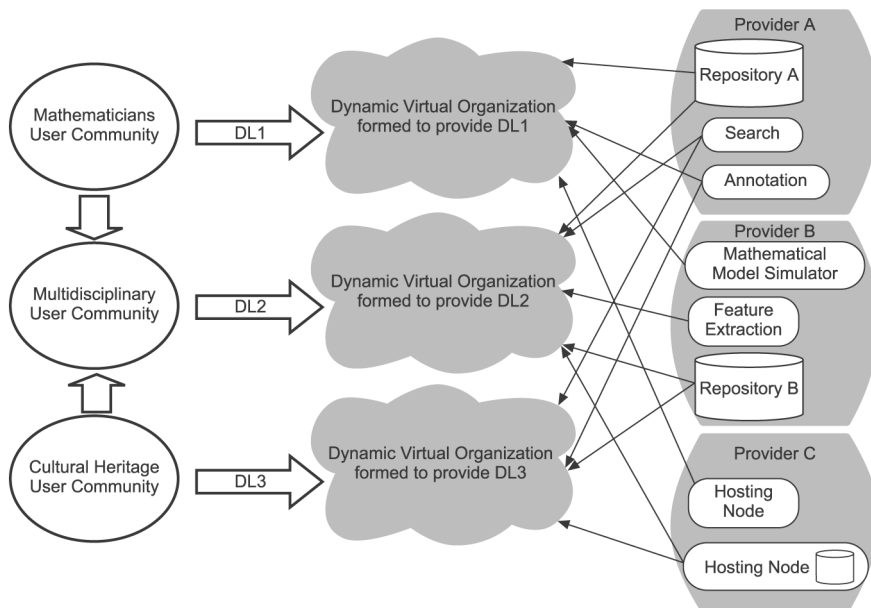 Mathematicians
User Community
DL1
Dynamic Virtual Organization
formed to provide DL1
Multidisciplinary
User Community
DL2
Dynamic Virtual Organization
formed to provide DL2
Cultural Heritage
User Community
DL3
Dynamic Virtual Organization
formed to provide DL3
Provider A
Repository A
Search
Annotation
Provider B
Mathematical
Model Simulator
Feature
Extraction
Repository B
Provider C
Hosting
Node
Hosting Node